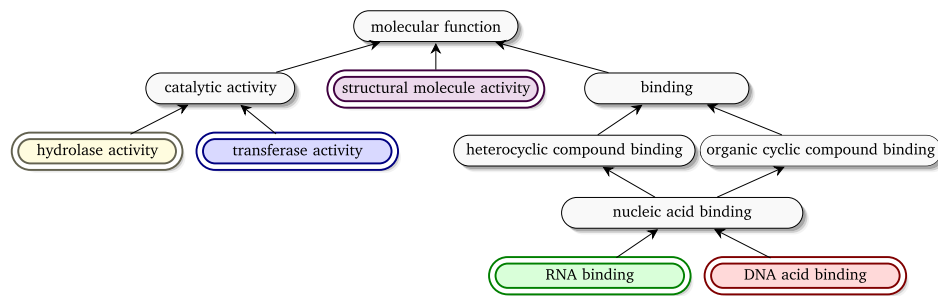 molecular function
catalytic activity
structural molecule activity
binding
hydrolase activity
transferase activity
heterocyclic compound binding
organic cyclic compound binding
nucleic acid binding
RNA binding
DNA acid binding